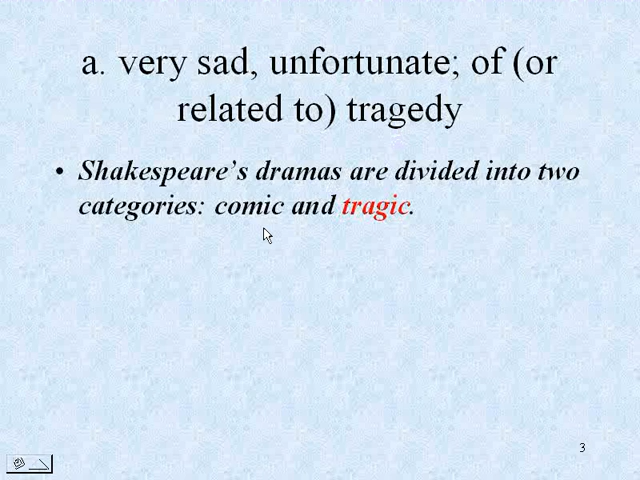 a. very sad, unfortunate; of (or
related to) tragedy
• Shakespeare's dramas are divided into two
categories: comic and tragic.
3